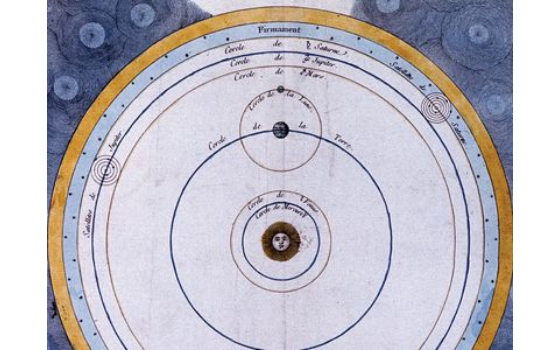 Firmament
Cercle de ♄ Saturne
Cercle de ♃ Jupiter
Cercle de ♂ Mars.
Satellites de Saturne
Satellites de Jupiter
Cercle de la Lune
Cercle de la Terre
Cercle de Venus
Cercle de Mercure